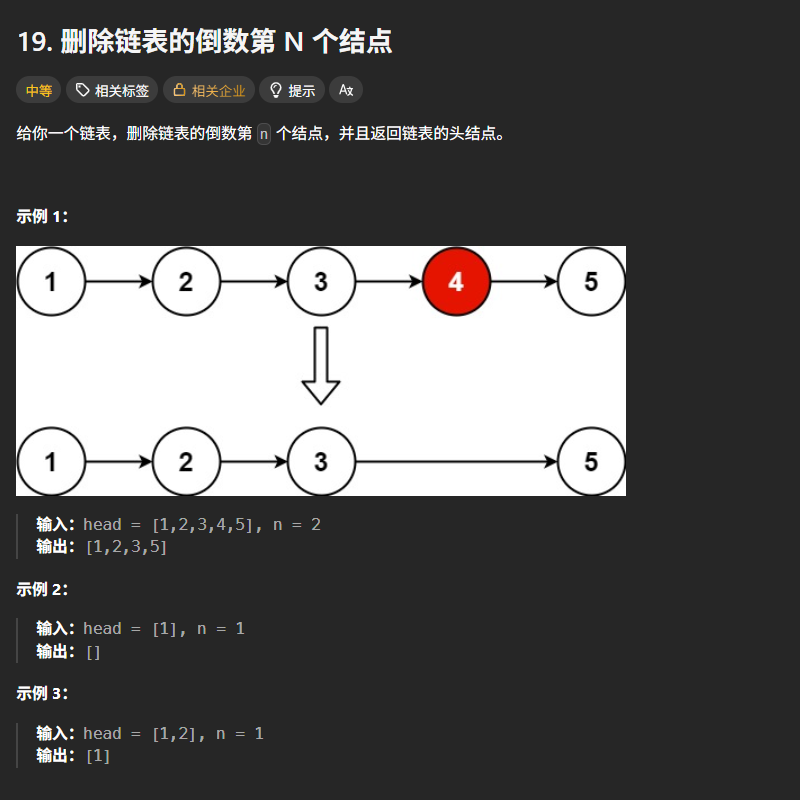 19. 删除链表的倒数第 N 个结点
中等 相关标签 相关企业 提示 A文
给你一个链表，删除链表的倒数第 n 个结点，并且返回链表的头结点。
示例 1：
1 2 3 4 5
1 2 3 5
输入：head = [1,2,3,4,5], n = 2
输出：[1,2,3,5]
示例 2：
输入：head = [1], n = 1
输出：[]
示例 3：
输入：head = [1,2], n = 1
输出：[1]